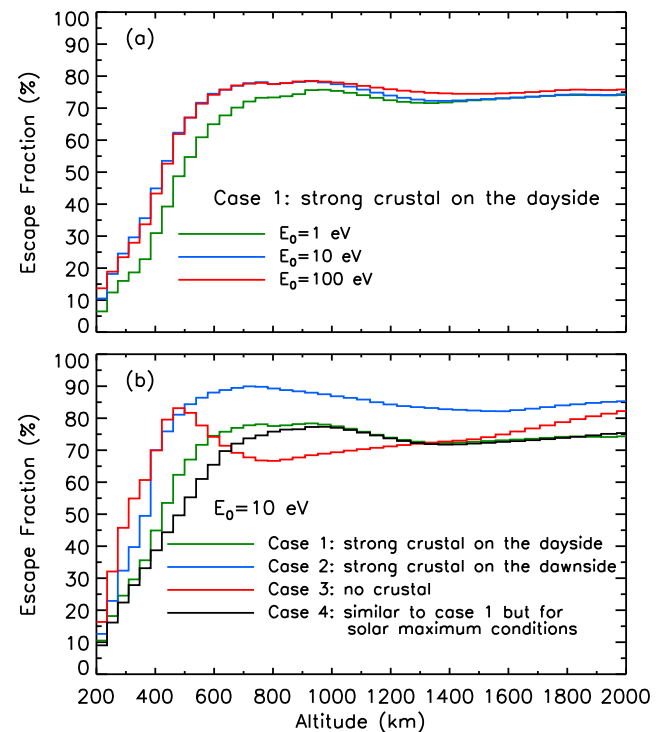 100
90
80
70
60
50
40
30
20
10
0
Escape Fraction (%)
(a)
Case 1: strong crustal on the dayside
E₀=1 eV
E₀=10 eV
E₀=100 eV
100
90
80
70
60
50
40
30
20
10
0
Escape Fraction (%)
(b)
E₀=10 eV
Case 1: strong crustal on the dayside
Case 2: strong crustal on the dawnside
Case 3: no crustal
Case 4: similar to case 1 but for
solar maximum conditions
200 400 600 800 1000 1200 1400 1600 1800 2000
Altitude (km)